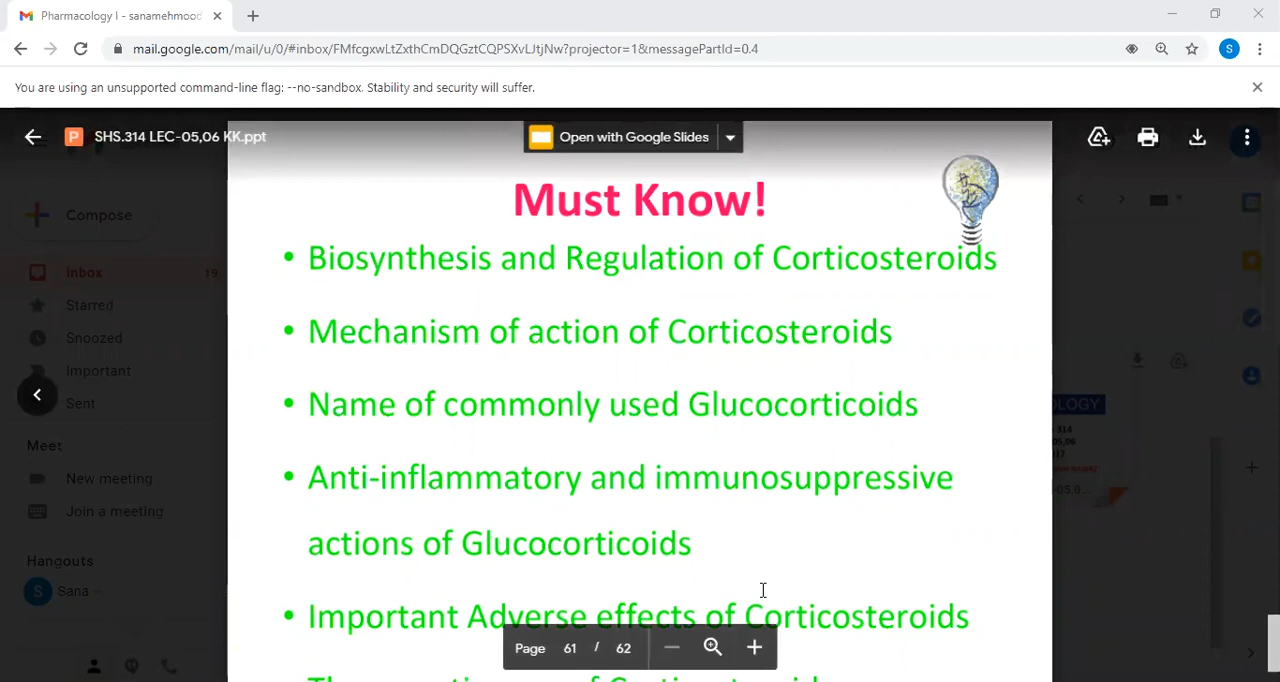 Pharmacology I - sanamehmood
mail.google.com/mail/u/0/#inbox/FMfcgxwLtZxthCmDQGztCQPSXvLJtjNw?projector=1&messagePartId=0.4
S
You are using an unsupported command-line flag: --no-sandbox. Stability and security will suffer.
P SHS.314 LEC-05,06 KK.ppt
Open with Google Slides
Compose
Inbox 19
Starred
Snoozed
Important
Sent
Meet
New meeting
Join a meeting
Hangouts
S Sana
Must Know!
• Biosynthesis and Regulation of Corticosteroids
• Mechanism of action of Corticosteroids
• Name of commonly used Glucocorticoids
• Anti-inflammatory and immunosuppressive
actions of Glucocorticoids
• Important Adverse effects of Corticosteroids
Page 61 / 62
OLOGY
314
05,06